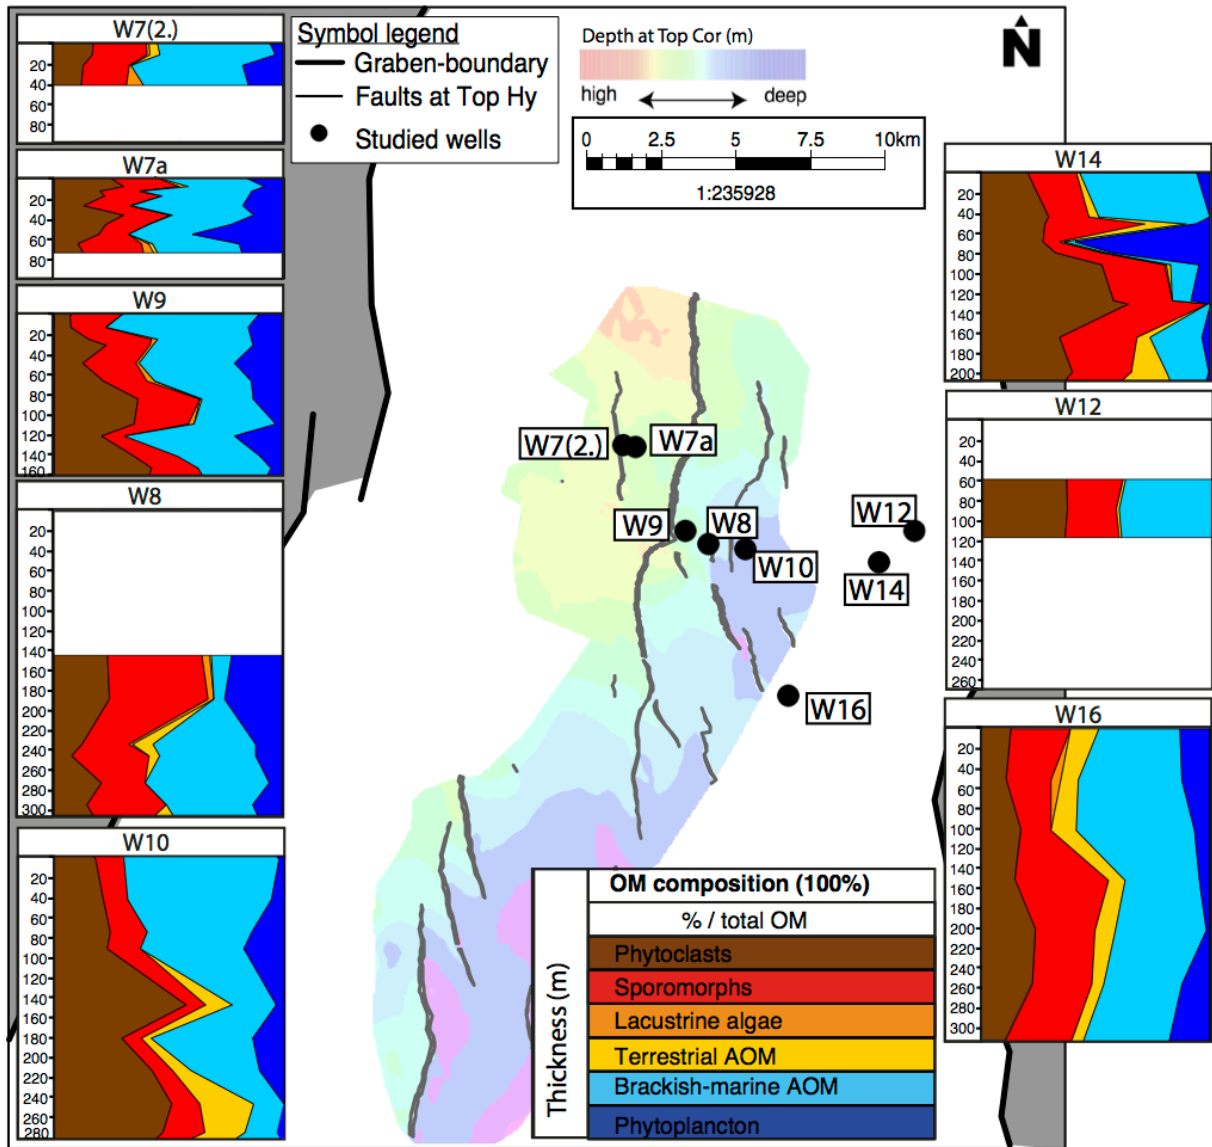 W7(2.)
20
40
60
80
W7a
20
40
60
80
W9
20
40
60
80
100
120
140
160
W8
20
40
60
80
100
120
140
160
180
200
220
240
260
280
300
W10
20
40
60
80
100
120
140
160
180
200
220
240
260
280
Symbol legend
Graben-boundary
Faults at Top Hy
Studied wells
Depth at Top Cor (m)
high
deep
N
0 2.5 5 7.5 10km
1:235928
W7(2.)
W7a
W9
W8
W10
W12
W14
W16
W14
20
40
60
80
100
120
140
160
180
200
W12
20
40
60
80
100
120
140
160
180
200
220
240
260
W16
20
40
60
80
100
120
140
160
180
200
220
240
260
280
300
Thickness (m)
OM composition (100%)
% / total OM
Phytoclasts
Sporomorphs
Lacustrine algae
Terrestrial AOM
Brackish-marine AOM
Phytoplancton